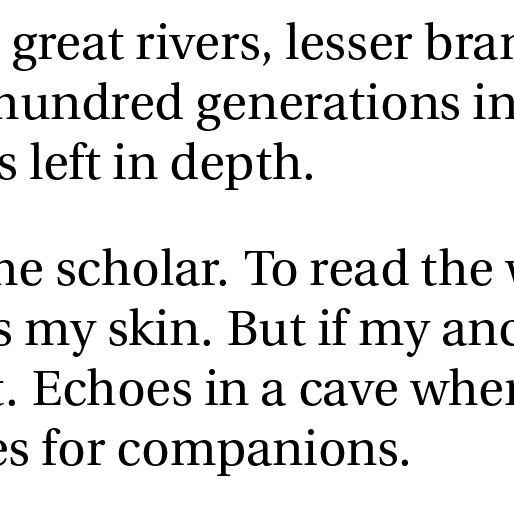 great rivers, lesser bran
hundred generations in
s left in depth.
he scholar. To read the
s my skin. But if my anc
t. Echoes in a cave wher
es for companions.